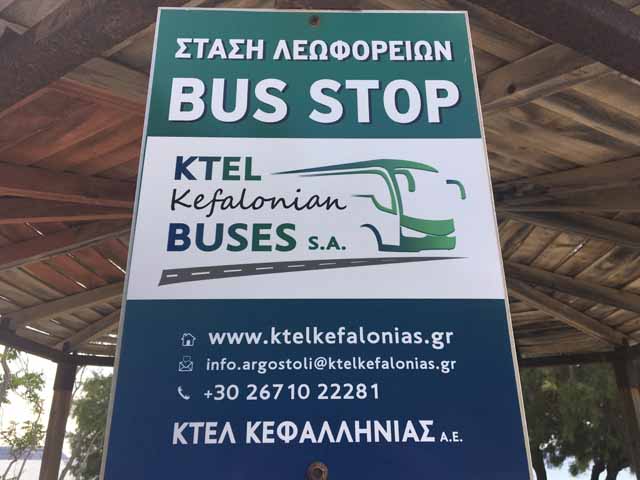 ΣΤΑΣΗ ΛΕΩΦΟΡΕΙΩΝ
BUS STOP
KTEL
Kefalonian
BUSES S.A.
www.ktelkefalonias.gr
info.argostoli@ktelkefalonias.gr
+30 26710 22281
ΚΤΕΛ ΚΕΦΑΛΛΗΝΙΑΣ Α.Ε.